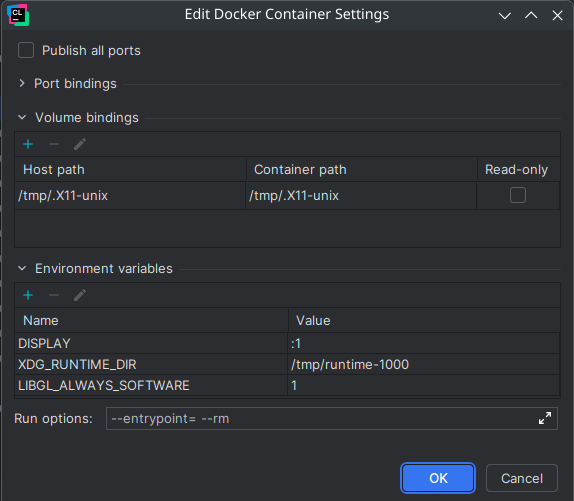 CL
Edit Docker Container Settings
Publish all ports
Port bindings
Volume bindings
Host path Container path Read-only
/tmp/.X11-unix /tmp/.X11-unix
Environment variables
Name Value
DISPLAY :1
XDG_RUNTIME_DIR /tmp/runtime-1000
LIBGL_ALWAYS_SOFTWARE 1
Run options: --entrypoint= --rm
OK Cancel